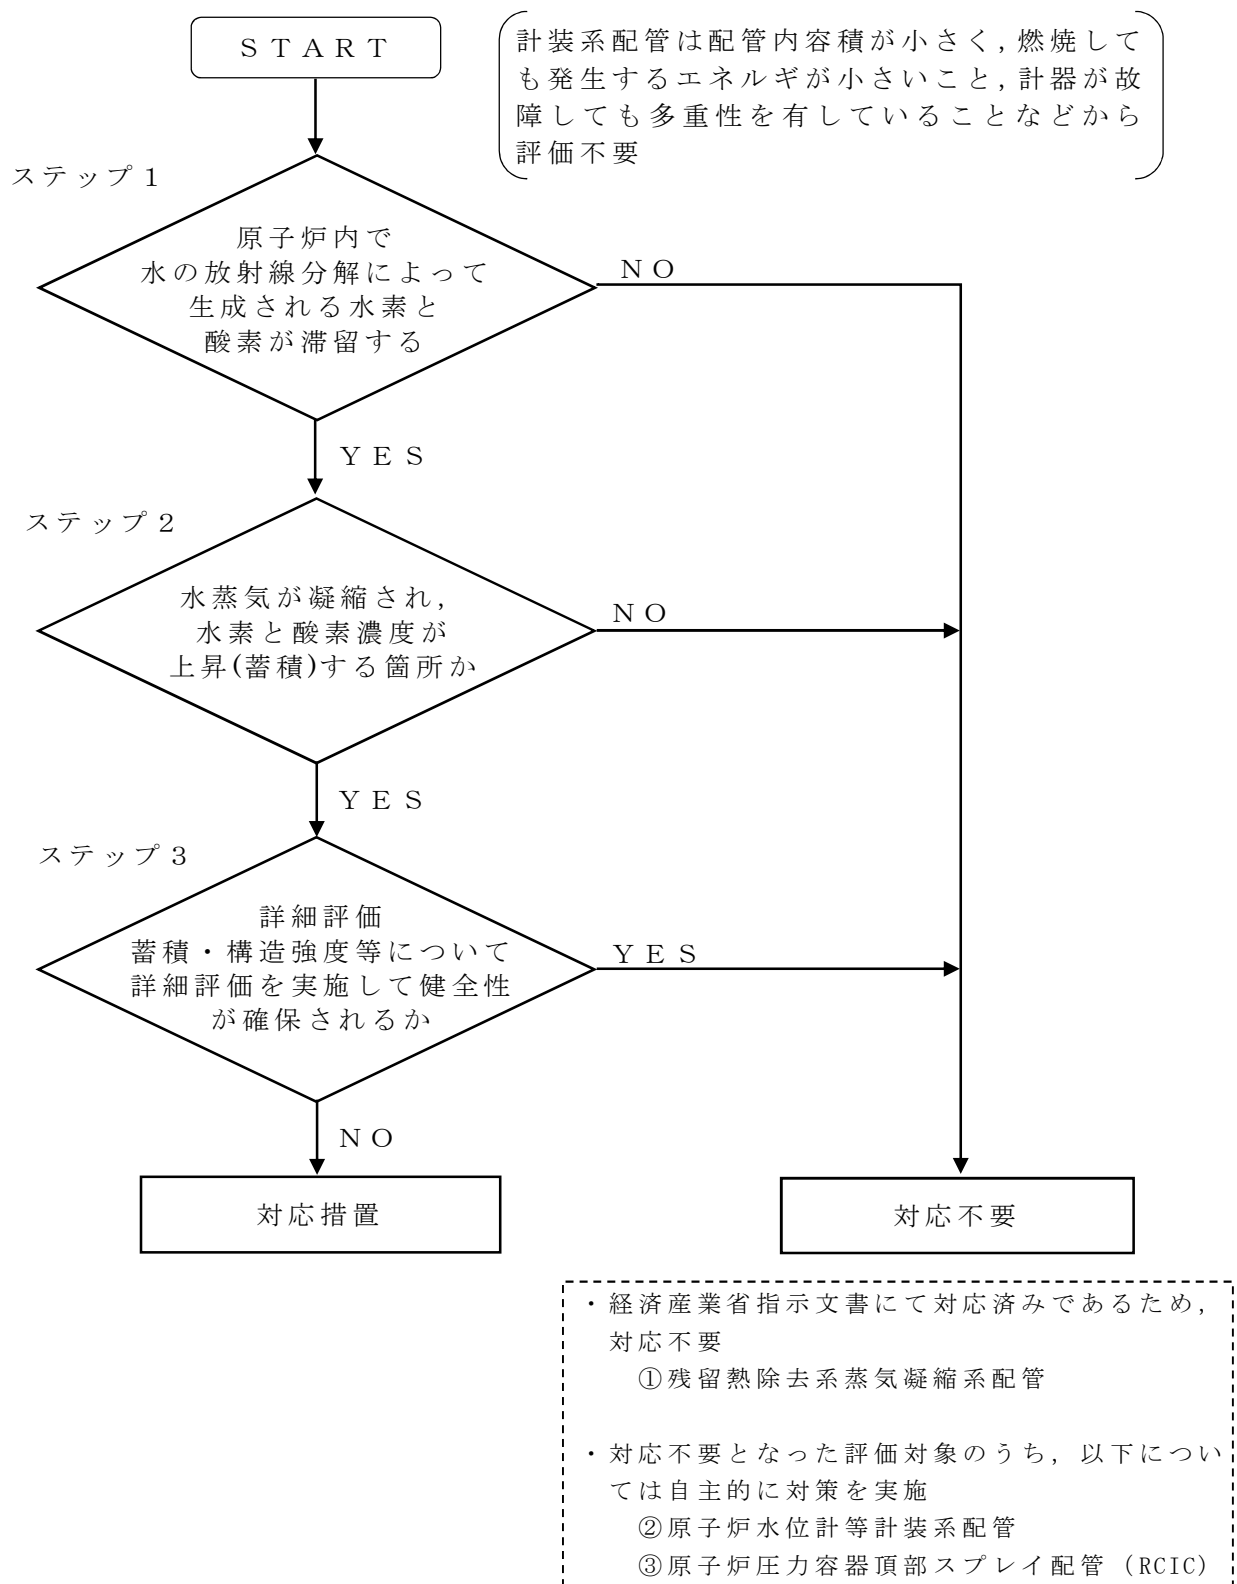 ＳＴＡＲＴ
計装系配管は配管内容積が小さく，燃焼して
も発生するエネルギが小さいこと，計器が故
障しても多重性を有していることなどから
評価不要
ステップ１
原子炉内で
水の放射線分解によって
生成される水素と
酸素が滞留する
ＮＯ
ＹＥＳ
ステップ２
水蒸気が凝縮され，
水素と酸素濃度が
上昇(蓄積)する箇所か
ＮＯ
ＹＥＳ
ステップ３
詳細評価
蓄積・構造強度等について
詳細評価を実施して健全性
が確保されるか
ＹＥＳ
ＮＯ
対応措置
対応不要
・経済産業省指示文書にて対応済みであるため，
対応不要
①残留熱除去系蒸気凝縮系配管
・対応不要となった評価対象のうち，以下につい
ては自主的に対策を実施
②原子炉水位計等計装系配管
③原子炉圧力容器頂部スプレイ配管（RCIC）